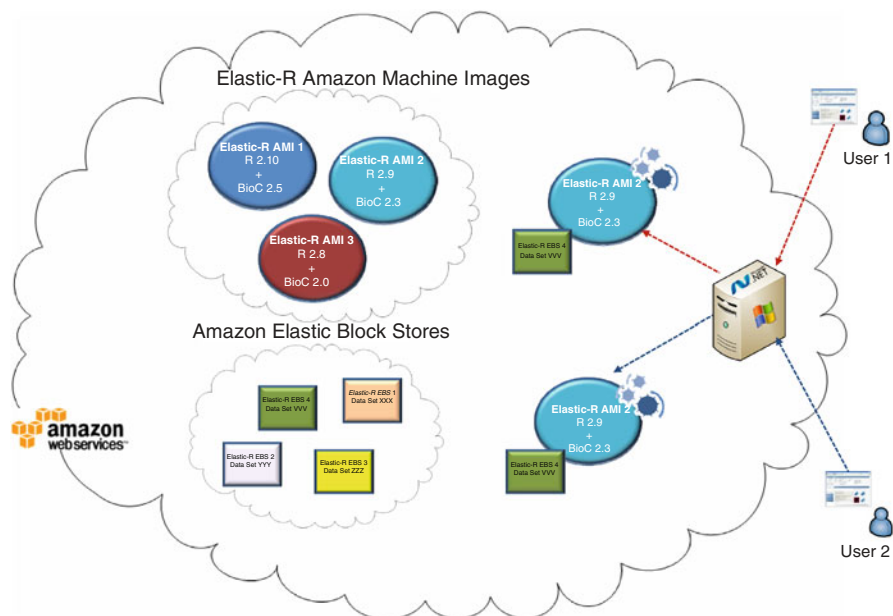 Elastic-R Amazon Machine Images
Elastic-R AMI 1
R 2.10
+
BioC 2.5
Elastic-R AMI 2
R 2.9
+
BioC 2.3
Elastic-R AMI 3
R 2.8
+
BioC 2.0
Amazon Elastic Block Stores
Elastic-R EBS 4
Data Set VVV
Elastic-R EBS 1
Data Set XXX
Elastic-R EBS 2
Data Set YYY
Elastic-R EBS 3
Data Set ZZZ
amazon
webservices™
Elastic-R AMI 2
R 2.9
+
BioC 2.3
Elastic-R EBS 4
Data Set VVV
Elastic-R AMI 2
R 2.9
+
BioC 2.3
Elastic-R EBS 4
Data Set VVV
.NET
User 1
User 2